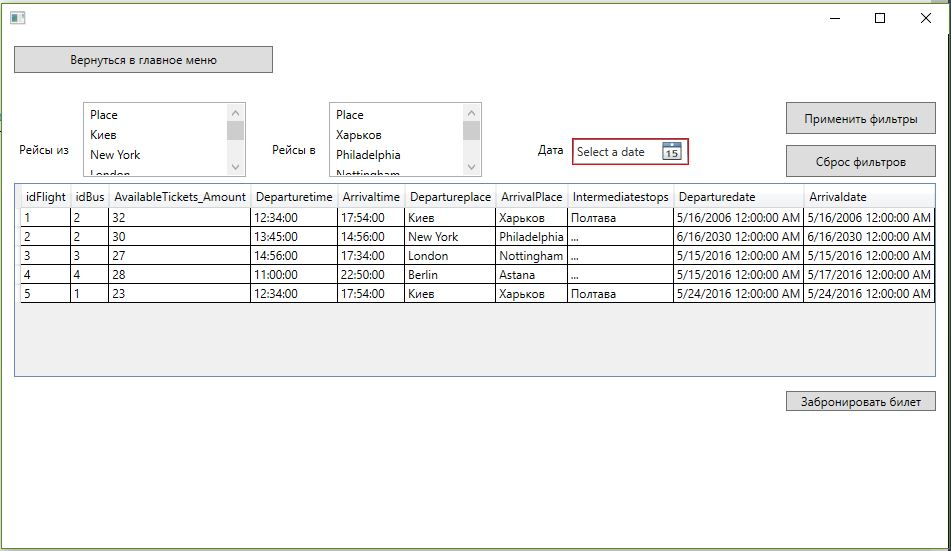 Вернуться в главное меню
Рейсы из
Place
Киев
New York
London
Рейсы в
Place
Харьков
Philadelphia
Nottingham
Дата
Select a date
15
Применить фильтры
Сброс фильтров
idFlight idBus AvailableTickets_Amount Departuretime Arrivaltime Departureplace ArrivalPlace Intermediatestops Departuredate Arrivaldate
1 2 32 12:34:00 17:54:00 Киев Харьков Полтава 5/16/2006 12:00:00 AM 5/16/2006 12:00:00 AM
2 2 30 13:45:00 14:56:00 New York Philadelphia ... 6/16/2030 12:00:00 AM 6/16/2030 12:00:00 AM
3 3 27 14:56:00 17:34:00 London Nottingham ... 5/15/2016 12:00:00 AM 5/15/2016 12:00:00 AM
4 4 28 11:00:00 22:50:00 Berlin Astana ... 5/15/2016 12:00:00 AM 5/17/2016 12:00:00 AM
5 1 23 12:34:00 17:54:00 Киев Харьков Полтава 5/24/2016 12:00:00 AM 5/24/2016 12:00:00 AM
Забронировать билет